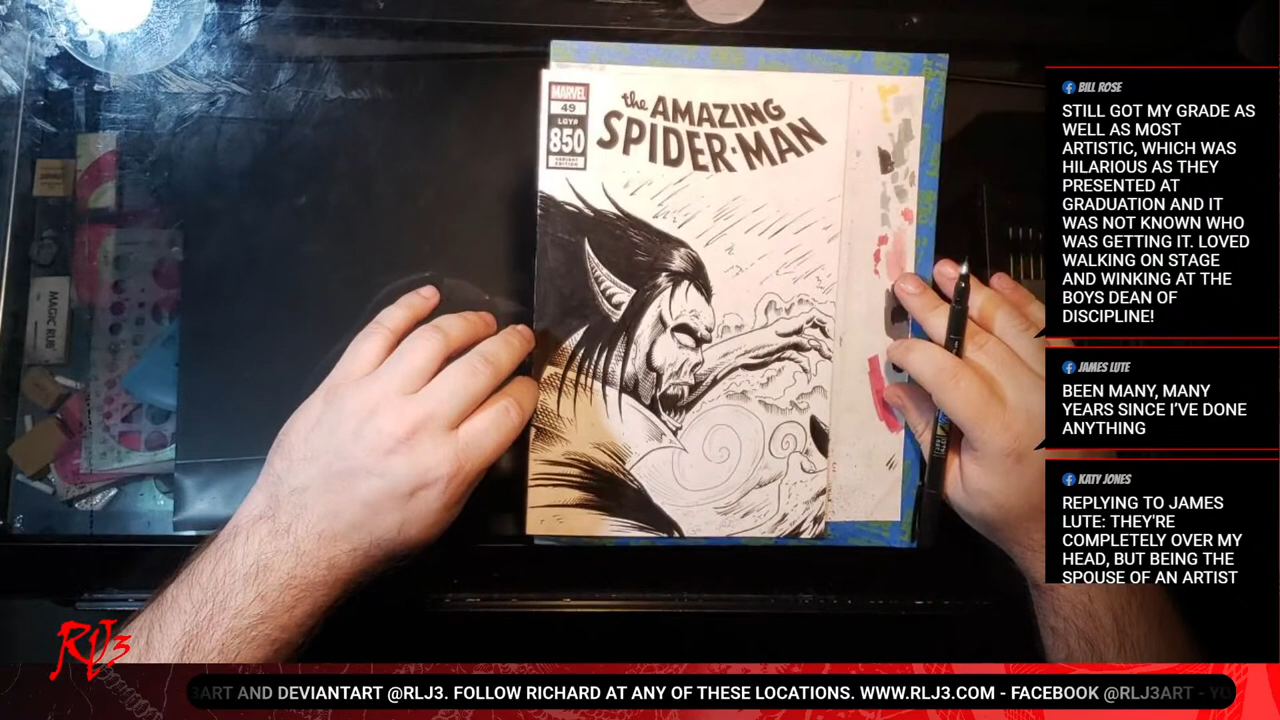 MARVEL
49
LGY#
850
VARIANT
EDITION
the AMAZING
SPIDER-MAN
MAGIC RUB
BILL ROSE
STILL GOT MY GRADE AS
WELL AS MOST
ARTISTIC, WHICH WAS
HILARIOUS AS THEY
PRESENTED AT
GRADUATION AND IT
WAS NOT KNOWN WHO
WAS GETTING IT. LOVED
WALKING ON STAGE
AND WINKING AT THE
BOYS DEAN OF
DISCIPLINE!
JAMES LUTE
BEEN MANY, MANY
YEARS SINCE I'VE DONE
ANYTHING
KATY JONES
REPLYING TO JAMES
LUTE: THEY'RE
COMPLETELY OVER MY
HEAD, BUT BEING THE
SPOUSE OF AN ARTIST
RLJ3
3ART AND DEVIANTART @RLJ3. FOLLOW RICHARD AT ANY OF THESE LOCATIONS. WWW.RLJ3.COM - FACEBOOK @RLJ3ART - YO